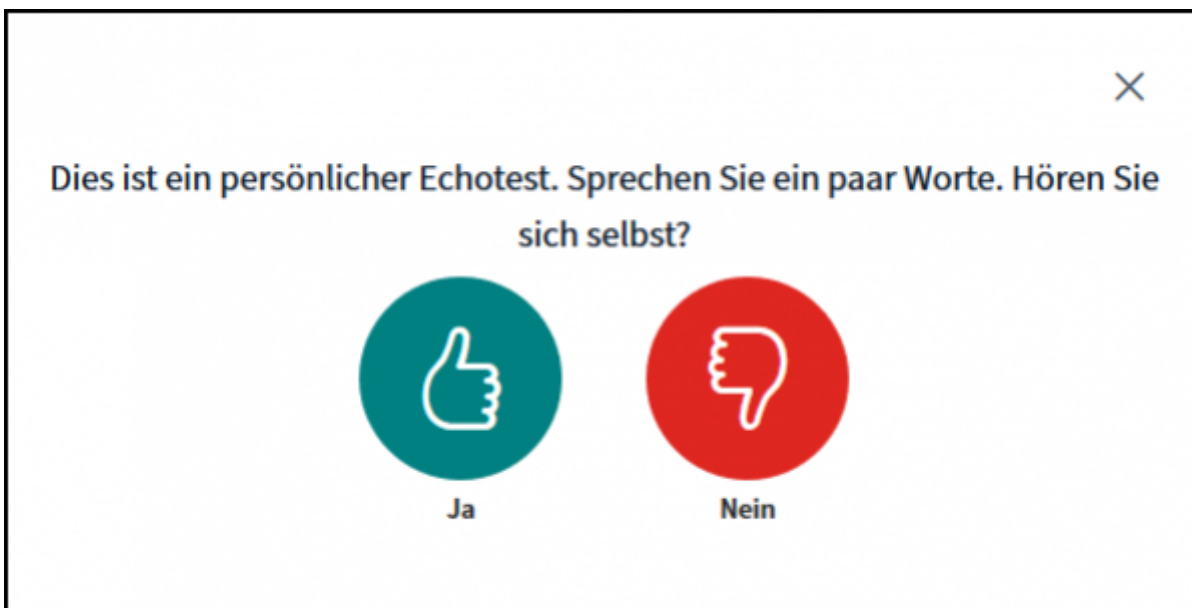 Dies ist ein persönlicher Echotest. Sprechen Sie ein paar Worte. Hören Sie
sich selbst?
Ja
Nein